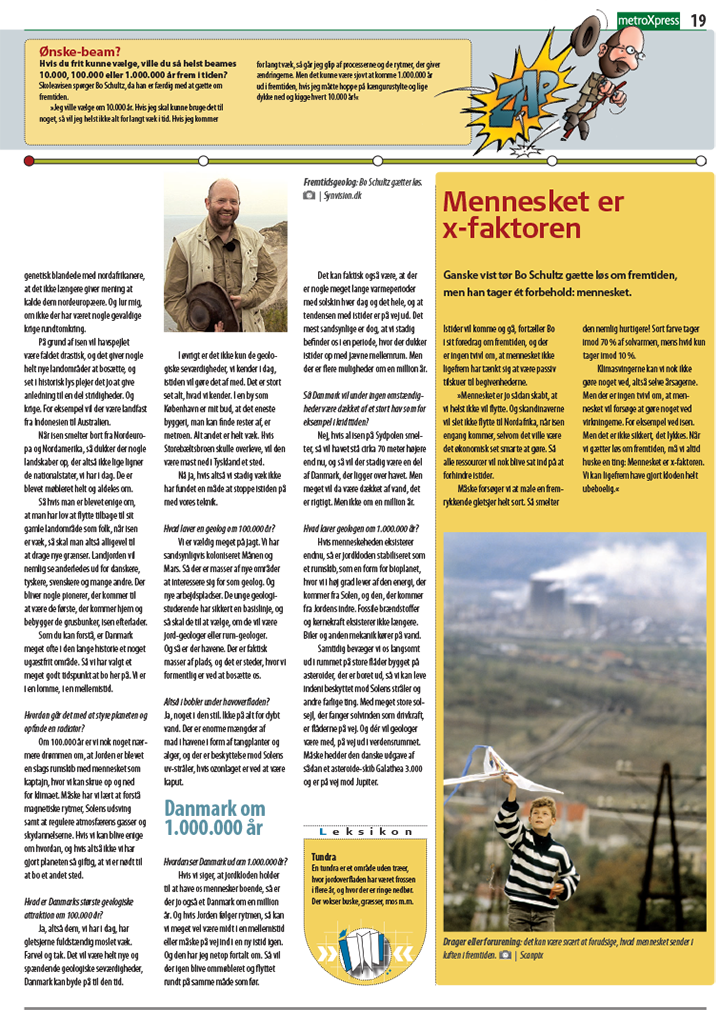 metroXpress 19
Ønske-beam?
Hvis du frit kunne vælge, ville du så helst beames
10.000, 100.000 eller 1.000.000 år frem i tiden?
Skoleavisen spørger Bo Schultz, da han er færdig med at gætte om
fremtiden.
»Jeg ville vælge om 10.000 år. Hvis jeg skal kunne bruge det til
noget, så vil jeg helst ikke alt for langt væk i tid. Hvis jeg kommer
for langt væk, så går jeg glip af processerne og de rytmer, der giver
ændringerne. Men det kunne være sjovt at komme 1.000.000 år
ud i fremtiden, hvis jeg måtte hoppe på kængurustylte og lige
dykke ned og kigge hvert 10.000 år!«
ZAP
genetisk blandede med nordafrikanere,
at det ikke længere giver mening at
kalde dem nordeuropæere. Og lur mig,
om ikke der har været nogle gevaldige
krige rundtomkring.
På grund af isen vil havspejlet
være faldet drastisk, og det giver nogle
helt nye landområder at bosætte, og
set i historisk lys plejer det jo at give
anledning til en del stridigheder. Og
krige. For eksempel vil der være landfast
fra Indonesien til Australien.
Når isen smelter bort fra Nordeuro-
pa og Nordamerika, så dukker der nogle
landskaber op, der altså ikke lige ligner
de nationalstater, vi har i dag. De er
blevet møbleret helt og aldeles om.
Så hvis man er blevet enige om,
at man har lov at flytte tilbage til sit
gamle landområde som folk, når isen
er væk, så skal man altså alligevel til
at drage nye grænser. Landjorden vil
nemlig se anderledes ud for danskere,
tyskere, svenskere og mange andre. Der
bliver nogle pionerer, der kommer til
at være de første, der kommer hjem og
bebygger de grusbunker, isen efterlader.
Som du kan forstå, er Danmark
meget ofte i den lange historie et noget
ugæstfrit område. Så vi har valgt et
meget godt tidspunkt at bo her på. Vi er
i en lomme, i en mellemistid.
Hvordan går det med at styre planeten og
opfinde en radiator?
Om 100.000 år er vi nok noget nær-
mere drømmen om, at Jorden er blevet
en slags rumskib med mennesket som
kaptajn, hvor vi kan skrue op og ned
for klimaet. Måske har vi lært at forstå
magnetiske rytmer, Solens udsving
samt at regulere atmosfærens gasser og
skydannelserne. Hvis vi kan blive enige
om hvordan, og hvis altså ikke vi har
gjort planeten så giftig, at vi er nødt til
at bo et andet sted.
Hvad er Danmarks største geologiske
attraktion om 100.000 år?
Ja, altså dem, vi har i dag, har
gletsjerne fuldstændig moslet væk.
Farvel og tak. Det vil være helt nye og
spændende geologiske seværdigheder,
Danmark kan byde på til den tid.
Fremtidsgeolog: Bo Schultz gætter løs.
| Synvision.dk
I øvrigt er det ikke kun de geolo-
giske seværdigheder, vi kender i dag,
istiden vil gøre det af med. Det er stort
set alt, hvad vi kender. I en by som
København er mit bud, at det eneste
byggeri, man kan finde rester af, er
metroen. Alt andet er helt væk. Hvis
Storebæltsbroen skulle overleve, vil den
være mast ned i Tyskland et sted.
Nå ja, hvis altså vi stadig væk ikke
har fundet en måde at stoppe istiden på
med vores teknik.
Hvad laver en geolog om 100.000 år?
Vi er vældig meget på jagt. Vi har
sandsynligvis koloniseret Månen og
Mars. Så der er masser af nye områder
at interessere sig for som geolog. Og
nye arbejdspladser. De unge geologi-
studerende har sikkert en basislinje, og
så skal de til at vælge, om de vil være
jord-geologer eller rum-geologer.
Og så er der havene. Der er faktisk
masser af plads, og det er steder, hvor vi
formentlig er ved at bosætte os.
Altså i bobler under havoverfladen?
Ja, noget i den stil. Ikke på alt for dybt
vand. Der er enorme mængder af
mad i havene i form af tangplanter og
alger, og der er beskyttelse mod Solens
uv-stråler, hvis ozonlaget er ved at være
kaput.
Danmark om
1.000.000 år
Hvordan ser Danmark ud om 1.000.000 år?
Hvis vi siger, at jordkloden holder
til at have os mennesker boende, så er
der jo også et Danmark om en million
år. Og hvis Jorden følger rytmer, så kan
vi meget vel være midt i en mellemistid
eller måske på vej ind i en ny istid igen.
Og den har jeg netop fortalt om. Så vil
der igen blive ommøbleret og flyttet
rundt på samme måde som før.
Det kan faktisk også være, at der
er nogle meget lange varmeperioder
med solskin hver dag og det hele, og at
tendensen med istider er på vej ud. Det
mest sandsynlige er dog, at vi stadig
befinder os i en periode, hvor der dukker
istider op med jævne mellemrum. Men
der er flere muligheder om en million år.
Så Danmark vil under ingen omstændig-
heder være dækket af et stort hav som for
eksempel i kridttiden?
Nej, hvis al isen på Sydpolen smel-
ter, så vil havet stå cirka 70 meter højere
end nu, og så vil der stadig være en del
af Danmark, der ligger over havet. Men
meget vil da være dækket af vand, det
er rigtigt. Men ikke om en million år.
Hvad laver geologen om 1.000.000 år?
Hvis menneskeheden eksisterer
endnu, så er jordkloden stabiliseret som
et rumskib, som en form for bioplanet,
hvor vi i høj grad lever af den energi, der
kommer fra Solen, og den, der kommer
fra Jordens indre. Fossile brændstoffer
og kernekraft eksisterer ikke længere.
Biler og anden mekanik kører på vand.
Samtidig bevæger vi os langsomt
ud i rummet på store flåder bygget på
asteroider, der er boret ud, så vi kan leve
indeni beskyttet mod Solens stråler og
andre farlige ting. Med meget store sol-
sejl, der fanger solvinden som drivkraft,
er flåderne på vej. Og dér vil geologer
være med, på vej ud i verdensrummet.
Måske hedder den danske udgave af
sådan et asteroide-skib Galathea 3.000
og er på vej mod Jupiter.
Leksikon
Tundra
En tundra er et område uden træer,
hvor jordoverfladen har været frossen
i flere år, og hvor der er ringe nedbør.
Der vokser buske, græsser, mos m.m.
Mennesket er
x-faktoren
Ganske vist tør Bo Schultz gætte løs om fremtiden,
men han tager ét forbehold: mennesket.
Istider vil komme og gå, fortæller Bo
i sit foredrag om fremtiden, og der
er ingen tvivl om, at mennesket ikke
ligefrem har tænkt sig at være passiv
tilskuer til begivenhederne.
»Mennesket er jo sådan skabt, at
vi helst ikke vil flytte. Og skandinaverne
vil slet ikke flytte til Nordafrika, når isen
engang kommer, selvom det ville være
det økonomisk set smarte at gøre. Så
alle ressourcer vil nok blive sat ind på at
forhindre istider.
Måske forsøger vi at male en frem-
rykkende gletsjer helt sort. Så smelter
den nemlig hurtigere! Sort farve tager
imod 70 % af solvarmen, mens hvid kun
tager imod 10 %.
Klimasvingerne kan vi nok ikke
gøre noget ved, altså selve årsagerne.
Men der er ingen tvivl om, at men-
nesket vil forsøge at gøre noget ved
virkningerne. For eksempel ved isen.
Men det er ikke sikkert, det lykkes. Når
vi gætter løs om fremtiden, må vi altid
huske en ting: Mennesket er x-faktoren.
Vi kan ligefrem have gjort kloden helt
ubeboelig.«
Drager eller forurening: det kan være svært at forudsige, hvad mennesket sender i
luften i fremtiden. | Scanpix